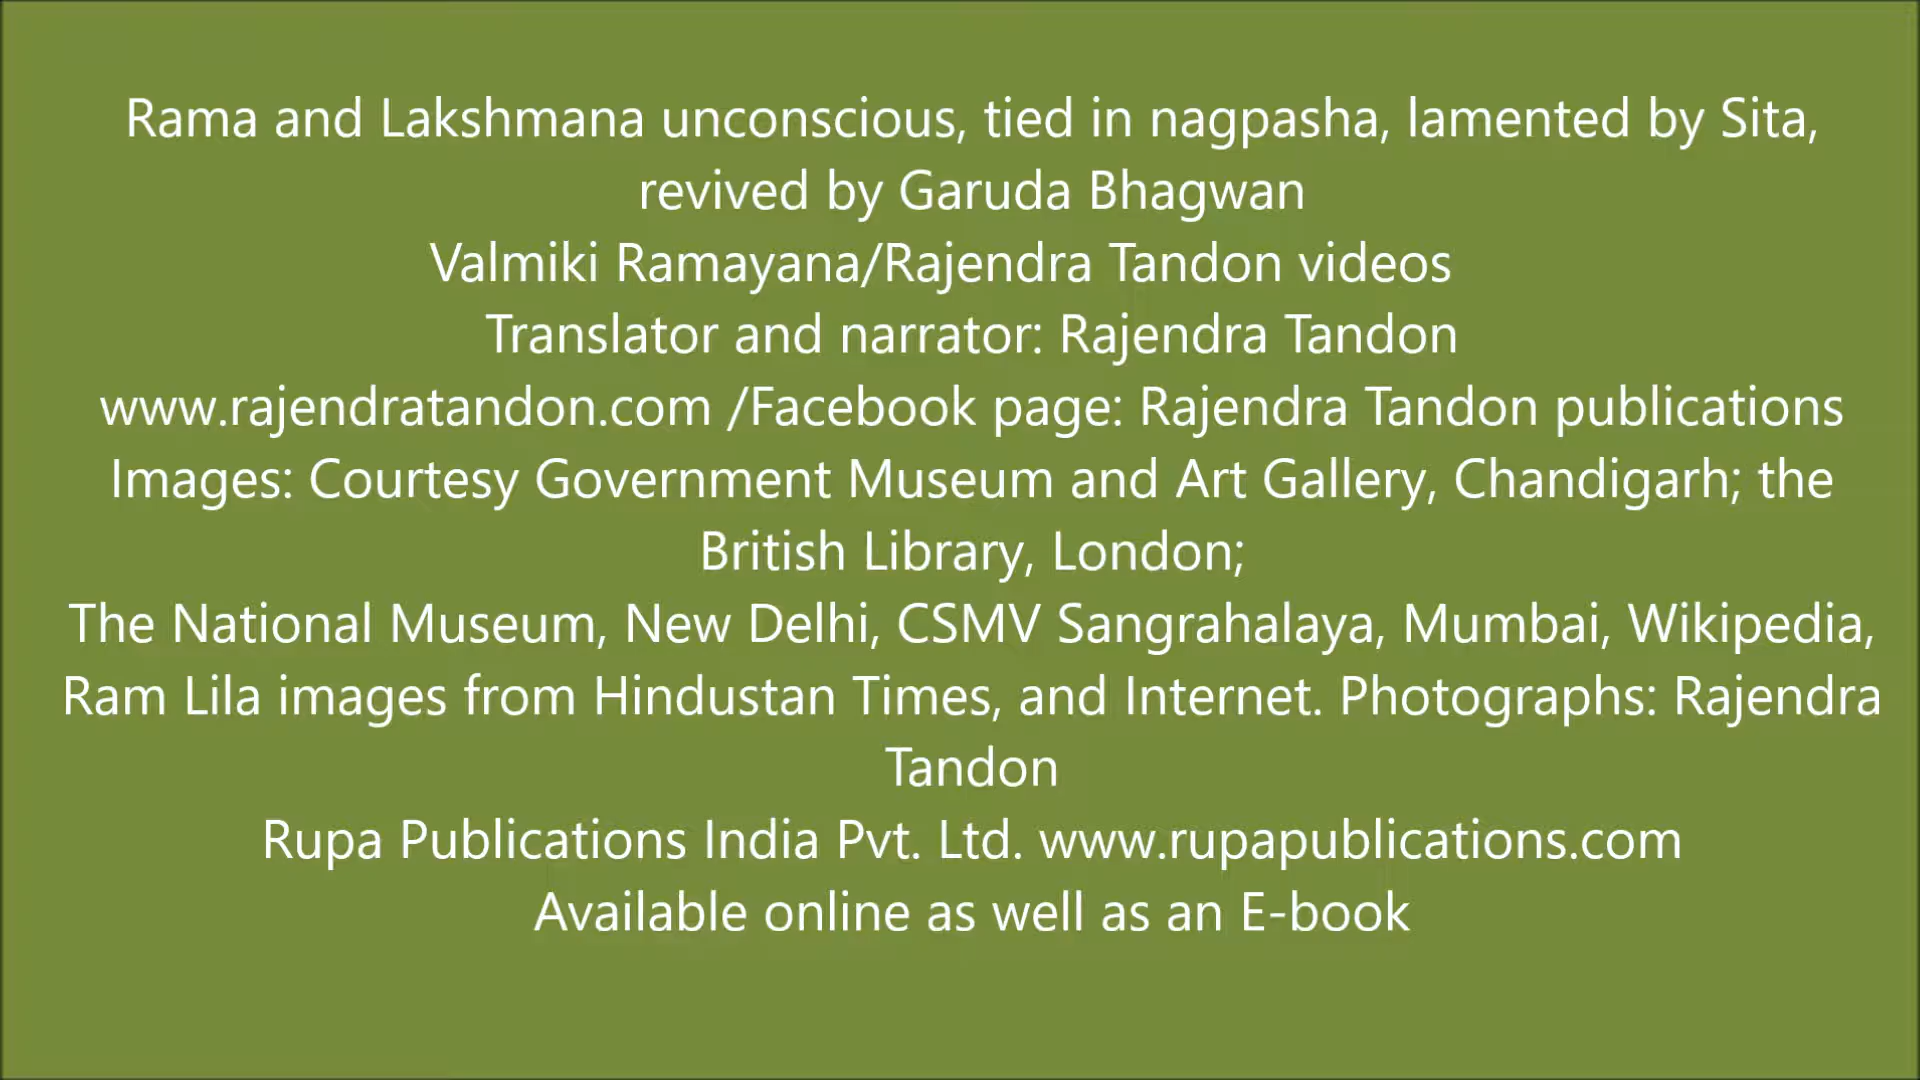 Rama and Lakshmana unconscious, tied in nagpasha, lamented by Sita,
revived by Garuda Bhagwan
Valmiki Ramayana/Rajendra Tandon videos
Translator and narrator: Rajendra Tandon
www.rajendratandon.com /Facebook page: Rajendra Tandon publications
Images: Courtesy Government Museum and Art Gallery, Chandigarh; the
British Library, London;
The National Museum, New Delhi, CSMV Sangrahalaya, Mumbai, Wikipedia,
Ram Lila images from Hindustan Times, and Internet. Photographs: Rajendra
Tandon
Rupa Publications India Pvt. Ltd. www.rupapublications.com
Available online as well as an E-book